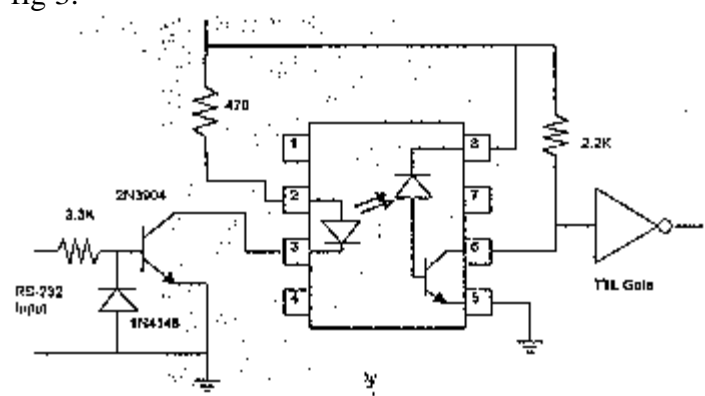 fig 3.
470
1
8
2.2K
2N3904
2
7
3.3K
3
6
RS-232
Input
4
5
1N4148
TTL Gate